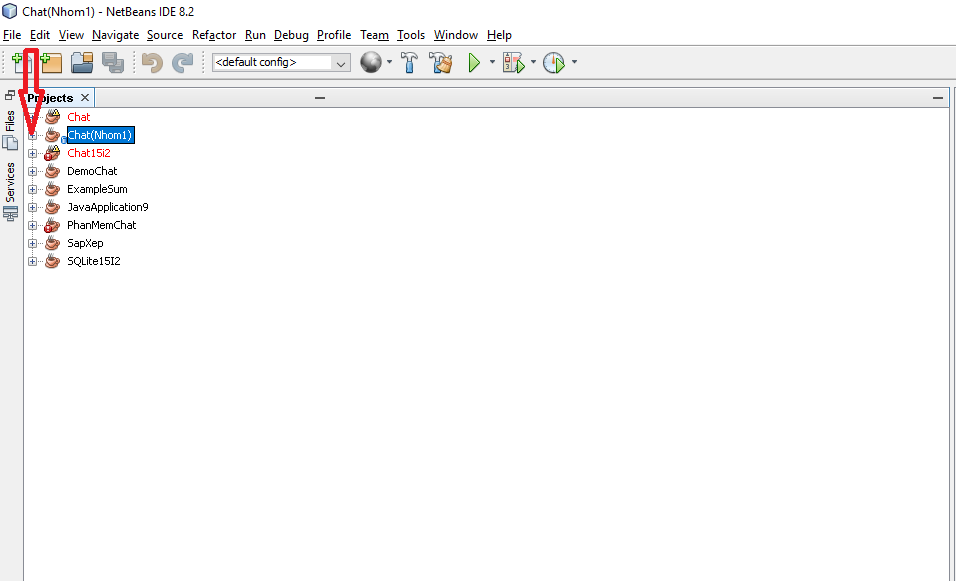 Chat(Nhom1) - NetBeans IDE 8.2
File Edit View Navigate Source Refactor Run Debug Profile Team Tools Window Help
<default config>
Projects
Files
Services
Chat
Chat(Nhom1)
Chat15i2
DemoChat
ExampleSum
JavaApplication9
PhanMemChat
SapXep
SQLite15I2